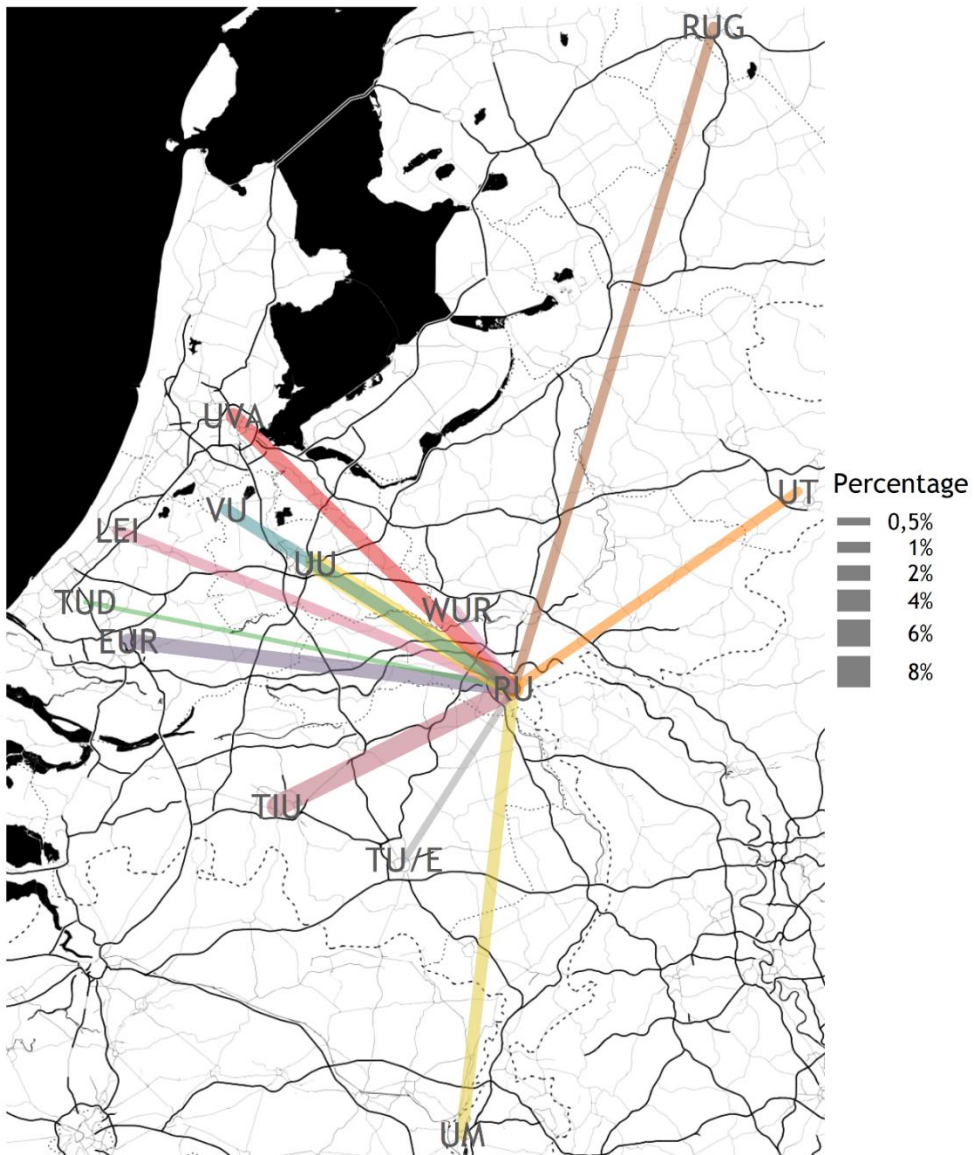 RUG
UVA
UT
VU
LEI
UU
TUD
WUR
EUR
RU
TIU
TU/E
UM
Percentage
0,5%
1%
2%
4%
6%
8%